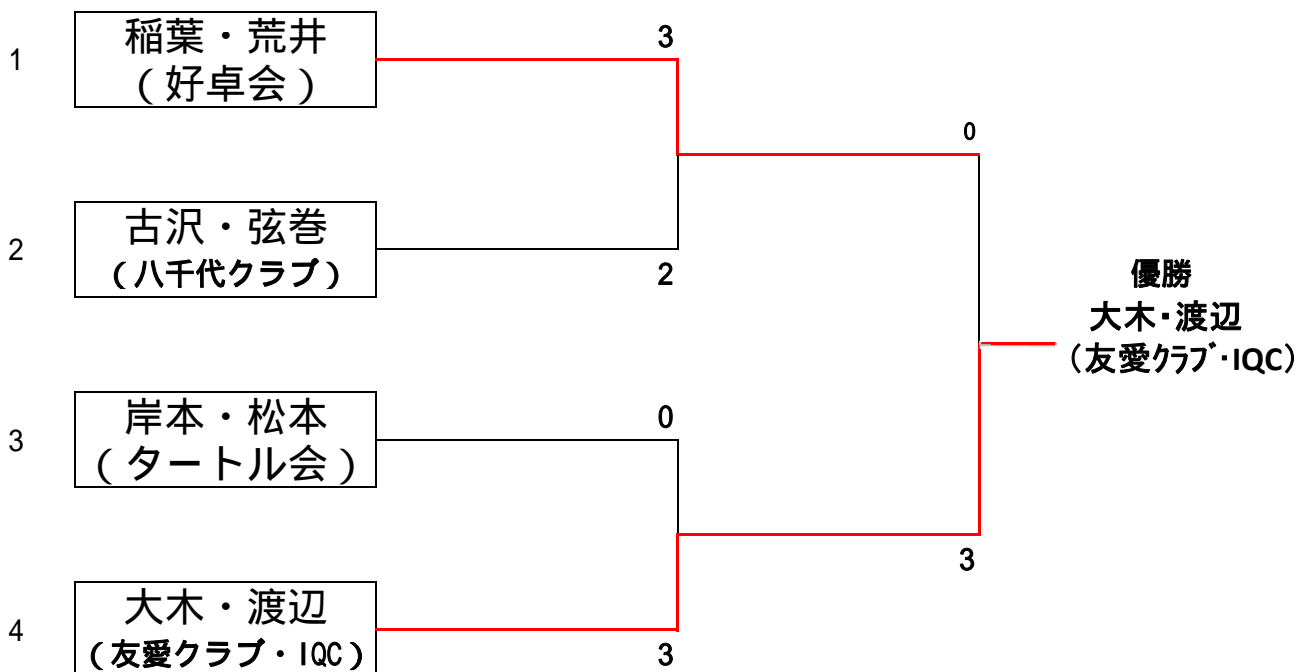 1
稲葉・荒井
(好卓会)
3
0
2
古沢・弦巻
(八千代クラブ)
2
優勝
大木・渡辺
(友愛クラブ・IQC)
3
岸本・松本
(タートル会)
0
3
4
大木・渡辺
(友愛クラブ・IQC)
3